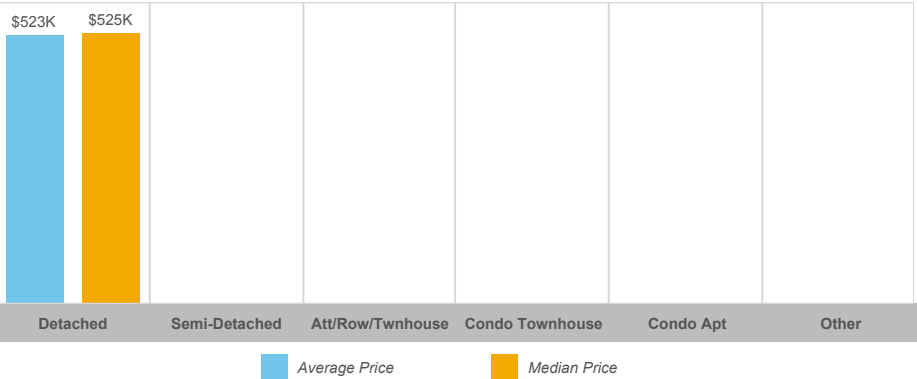 $523K $525K
Detached Semi-Detached Att/Row/Twnhouse Condo Townhouse Condo Apt Other
Average Price Median Price